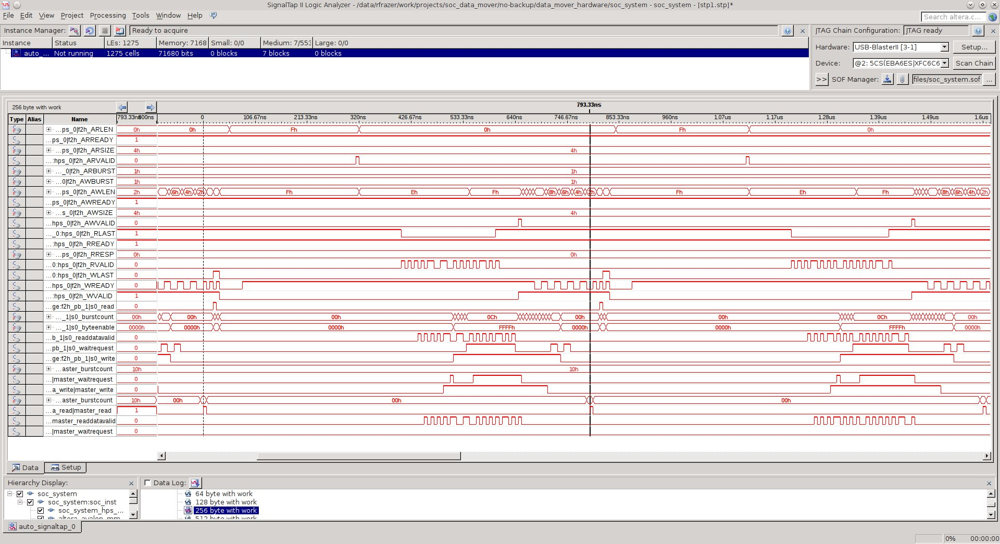 SignalTap II Logic Analyzer - /data/rfrazer/work/projects/soc_data_mover/no-backup/data_mover_hardware/soc_system - soc_system - [stp1.stp]*
File Edit View Project Processing Tools Window Help
Search altera.c...
Instance Manager: Ready to acquire
Instance Status LEs: 1275 Memory: 7168 Small: 0/0 Medium: 7/553 Large: 0/0
auto_... Not running 1275 cells 71680 bits 0 blocks 7 blocks 0 blocks
JTAG Chain Configuration: JTAG ready
Hardware: USB-BlasterII [3-1] Setup...
Device: @2: 5CS(EBA6ES|XFC6C6 Scan Chain
>> SOF Manager: files/soc_system.sof ...
793.33ns
256 byte with work
Type Alias Name 793.33ns 800ns 0 106.67ns 213.33ns 320ns 426.67ns 533.33ns 640ns 746.67ns 853.33ns 960ns 1.07us 1.17us 1.28us 1.39us 1.49us 1.6us
...ps_0|f2h_ARLEN 0h 0h Fh 0h Fh 0h
...ps_0|f2h_ARREADY 1
...ps_0|f2h_ARSIZE 4h 4h
...:hps_0|f2h_ARVALID 0
..._0|f2h_ARBURST 1h 1h
...0|f2h_AWBURST 1h 1h
...ps_0|f2h_AWLEN 2h 6h 4h 2h Fh Eh Fh 8h 6h 4h 2h Fh Eh Fh 8h 6h 4h 2h
...ps_0|f2h_AWREADY 1
...s_0|f2h_AWSIZE 4h 4h
...hps_0|f2h_AWVALID 0
..._0:hps_0|f2h_RLAST 1
...:hps_0|f2h_RREADY 1
...ps_0|f2h_RRESP 0h 0h
...0:hps_0|f2h_RVALID 0
...0:hps_0|f2h_WLAST 0
...hps_0|f2h_WREADY 0
...:hps_0|f2h_WVALID 1
...ge:f2h_pb_1|s0_read 0
..._1|s0_burstcount 00h 00h 00h 0Ch 00h 00h 0Ch 00h
..._1|s0_byteenable 0000h 0000h 0000h FFFFh 0000h 0000h FFFFh 0000h
...b_1|s0_readdatavalid 0
...pb_1|s0_waitrequest 0
...ge:f2h_pb_1|s0_write 0
...aster_burstcount 10h 10h
...|master_waitrequest 0
...a_write|master_write 0
...aster_burstcount 10h 00h 00h 00h
...a_read|master_read 1
...master_readdatavalid 0
...|master_waitrequest 0
Data Setup
Hierarchy Display:
soc_system
soc_system:soc_inst
soc_system_hps_...
altera_avalon_mm
Data Log:
64 byte with work
128 byte with work
256 byte with work
512 byte with work
auto_signaltap_0
0% 00:00:00